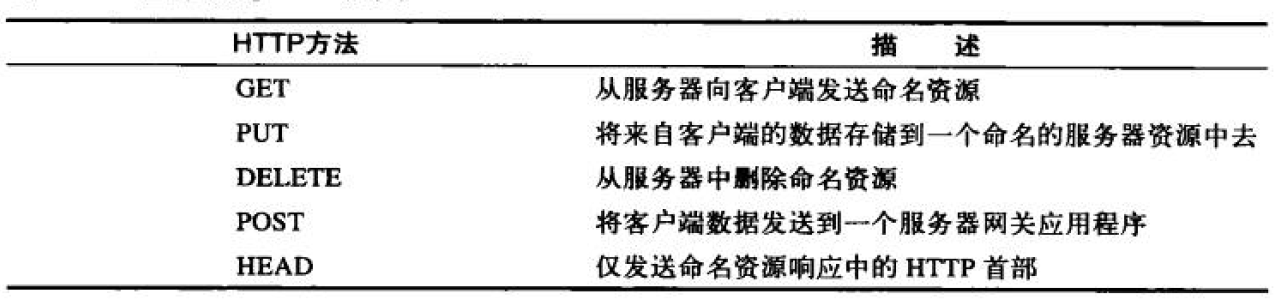 HTTP方法 描 述
GET 从服务器向客户端发送命名资源
PUT 将来自客户端的数据存储到一个命名的服务器资源中去
DELETE 从服务器中删除命名资源
POST 将客户端数据发送到一个服务器网关应用程序
HEAD 仅发送命名资源响应中的 HTTP 首部